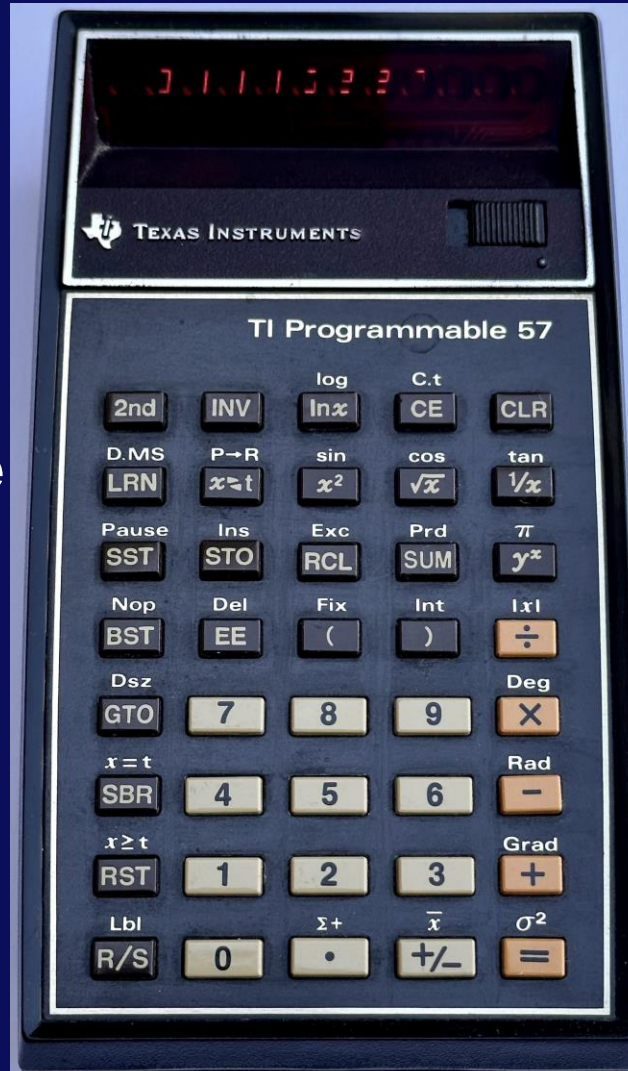 TEXAS INSTRUMENTS
TI Programmable 57
log C.t
2nd INV lnx CE CLR
D.MS P→R sin cos tan
LRN x⇄t x² √x 1/x
Pause Ins Exc Prd π
SST STO RCL SUM yˣ
Nop Del Fix Int |x|
BST EE ( ) ÷
Dsz Deg
GTO 7 8 9 ×
x=t Rad
SBR 4 5 6 −
x≥t Grad
RST 1 2 3 +
Lbl Σ+ x̄ σ²
R/S 0 • +/− =